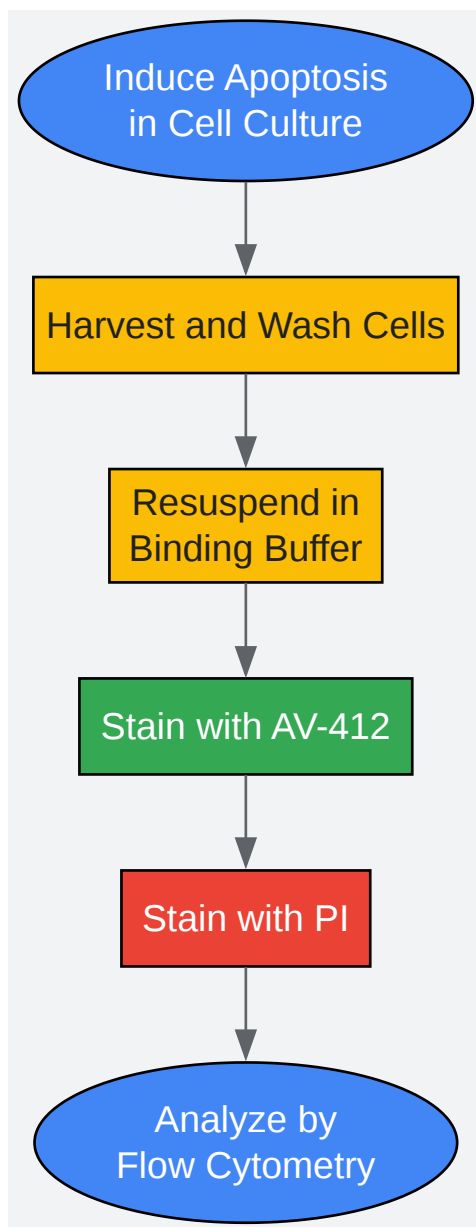 Induce Apoptosis
in Cell Culture
Harvest and Wash Cells
Resuspend in
Binding Buffer
Stain with AV-412
Stain with PI
Analyze by
Flow Cytometry